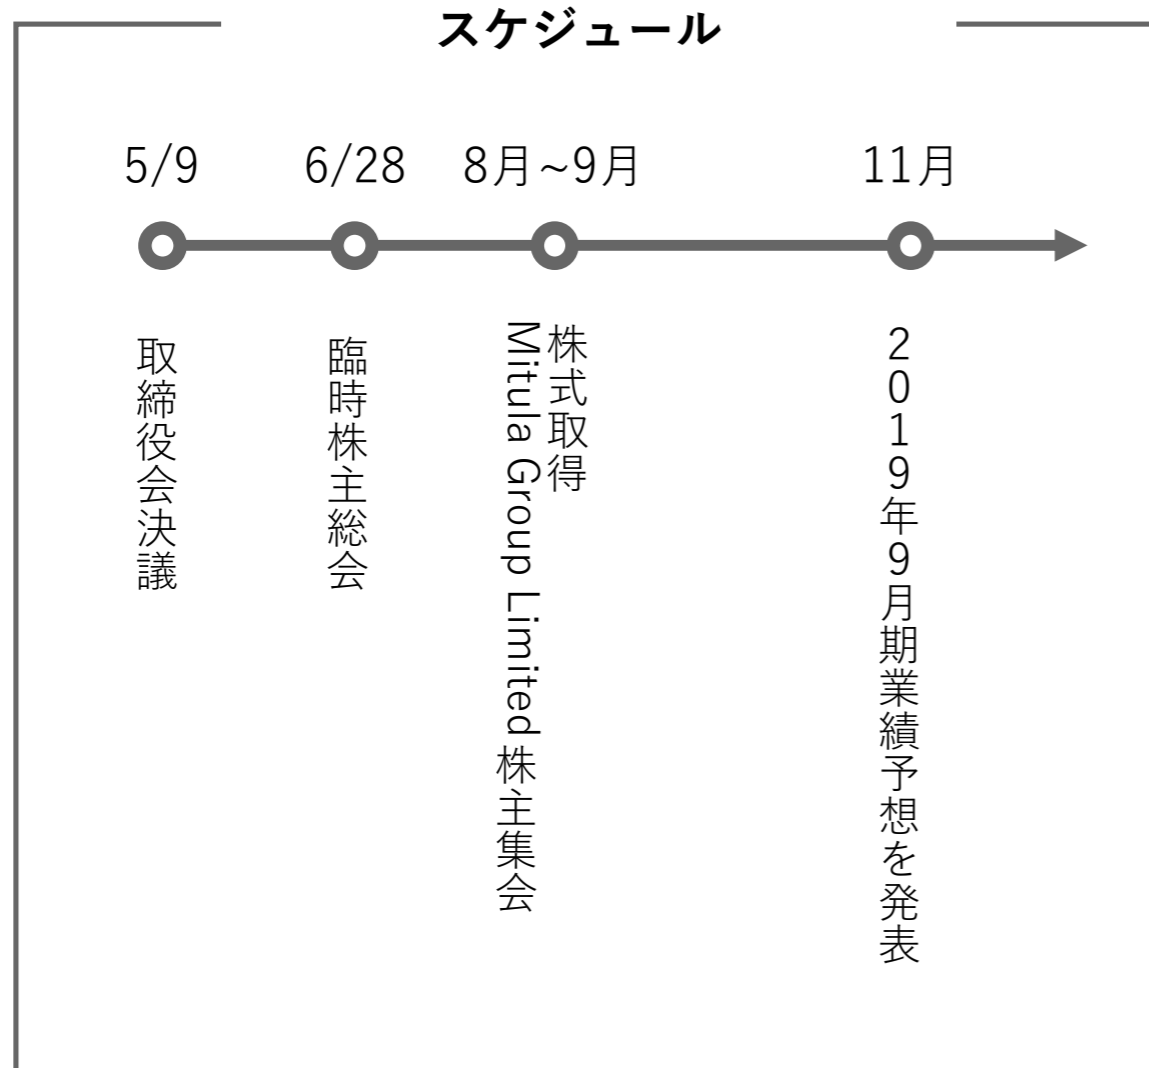 スケジュール
5/9
6/28
8月~9月
11月
取締役会決議
臨時株主総会
株式取得
Mitula Group Limited 株主集会
2019年9月期業績予想を発表